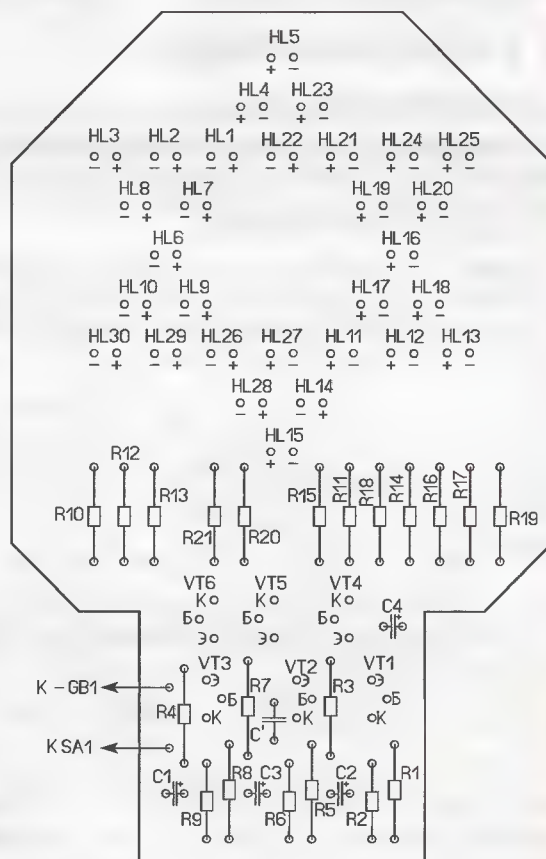 HL5
+ −
HL4 HL23
+ − + −
HL3 HL2 HL1 HL22 HL21 HL24 HL25
− + − + − + − + − + − + − +
HL8 HL7 HL19 HL20
− + − + + − + −
HL6 HL16
− + + −
HL10 HL9 HL17 HL18
− + − + + − + −
HL30 HL29 HL26 HL27 HL11 HL12 HL13
− + − + − + + − + − + − + −
HL28 HL14
− + − +
HL15
+ −
R10 R12 R13 R21 R20 R15 R11 R18 R14 R16 R17 R19
VT6 VT5 VT4
К К К
Б Б Б
Э Э Э
C4
+
VT3 Э VT2 Э VT1 Э
Б Б Б
К К К
К − GB1
R4 R7 C' R3
К SA1
C1 + R9 R8 C3 + R6 R5 C2 + R2 R1